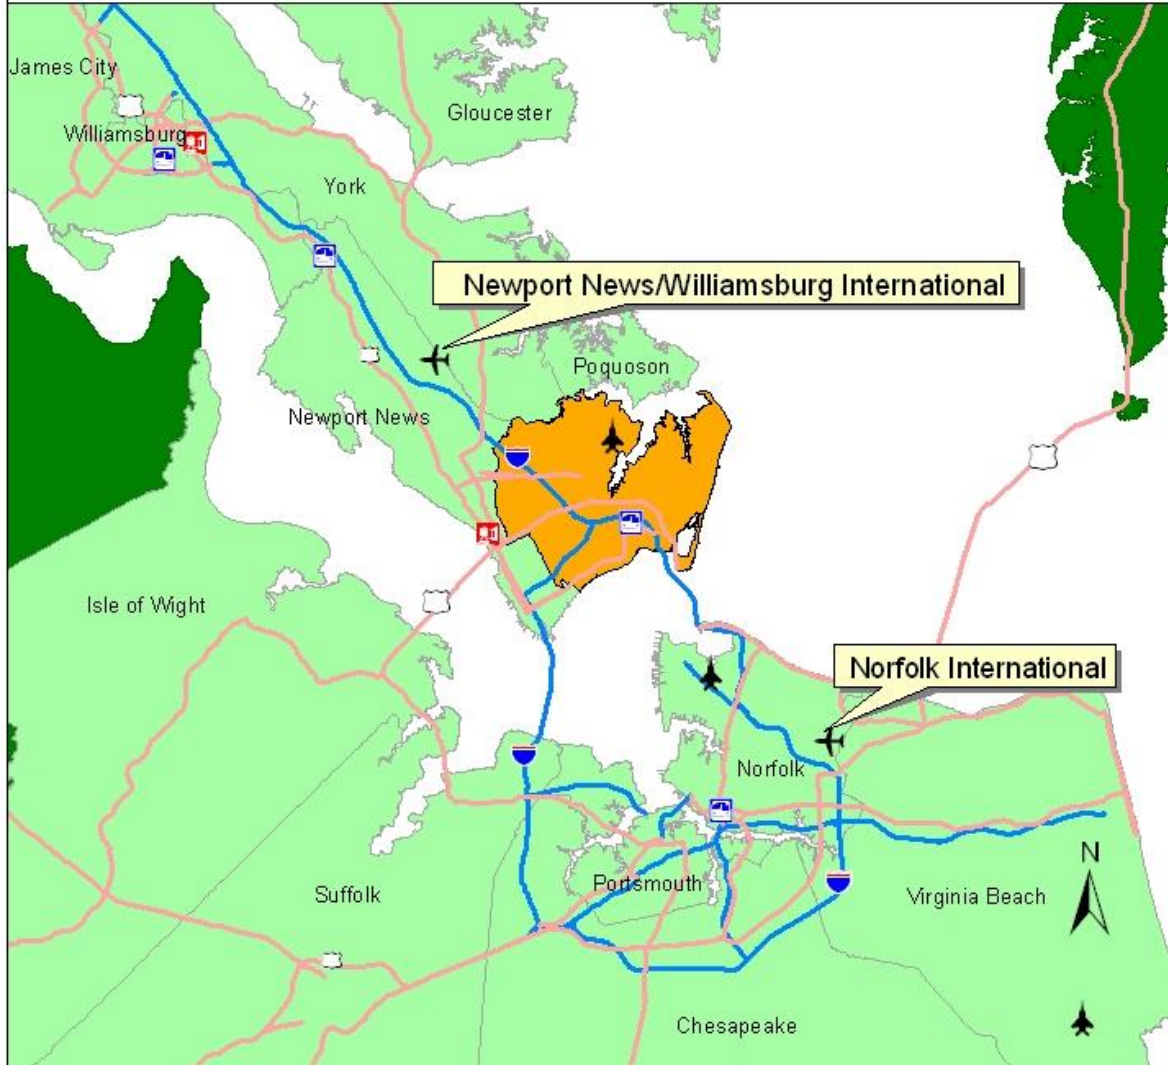 James City
Gloucester
Williamsburg
York
Newport News/Williamsburg International
Poquoson
Newport News
Isle of Wight
Norfolk International
Norfolk
N
Portsmouth
Suffolk
Virginia Beach
Chesapeake